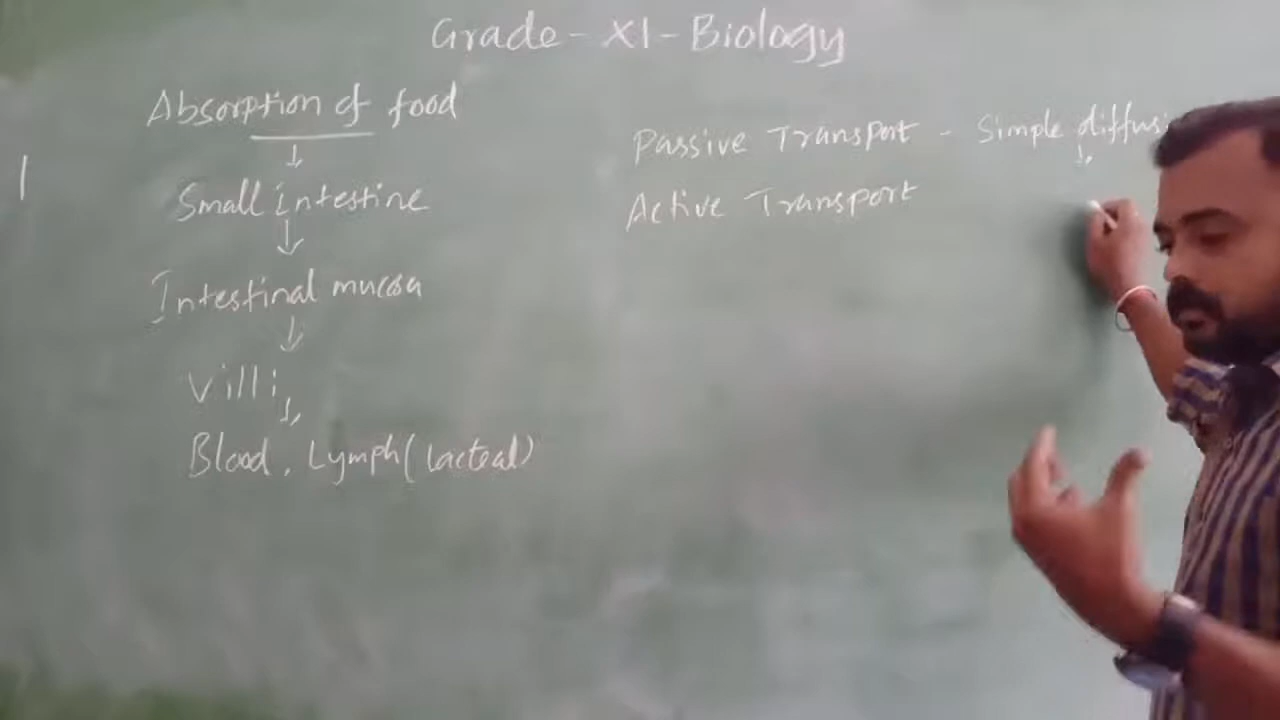 Grade - XI - Biology
Absorption of food
↓
Small intestine
↓
Intestinal mucosa
↓
Villi
↓
Blood, Lymph (lacteal)
Passive Transport - Simple diffusi
↓
Active Transport